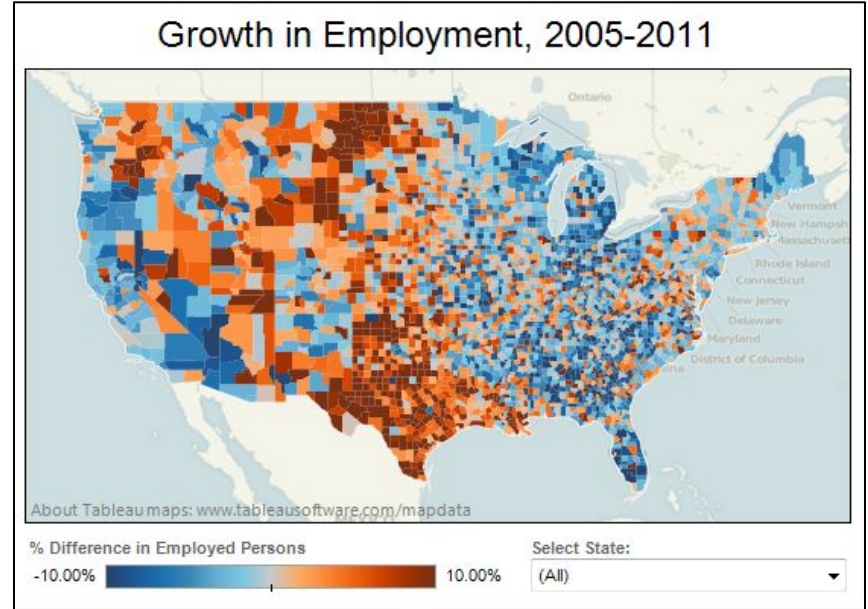 Growth in Employment, 2005-2011
Ontario
Vermont
New Hampsh
Massachusett
Rhode Island
Connecticut
New Jersey
Delaware
Maryland
District of Columbia
About Tableau maps: www.tableausoftware.com/mapdata
MEXICO
% Difference in Employed Persons
Select State:
-10.00%
10.00%
(All)